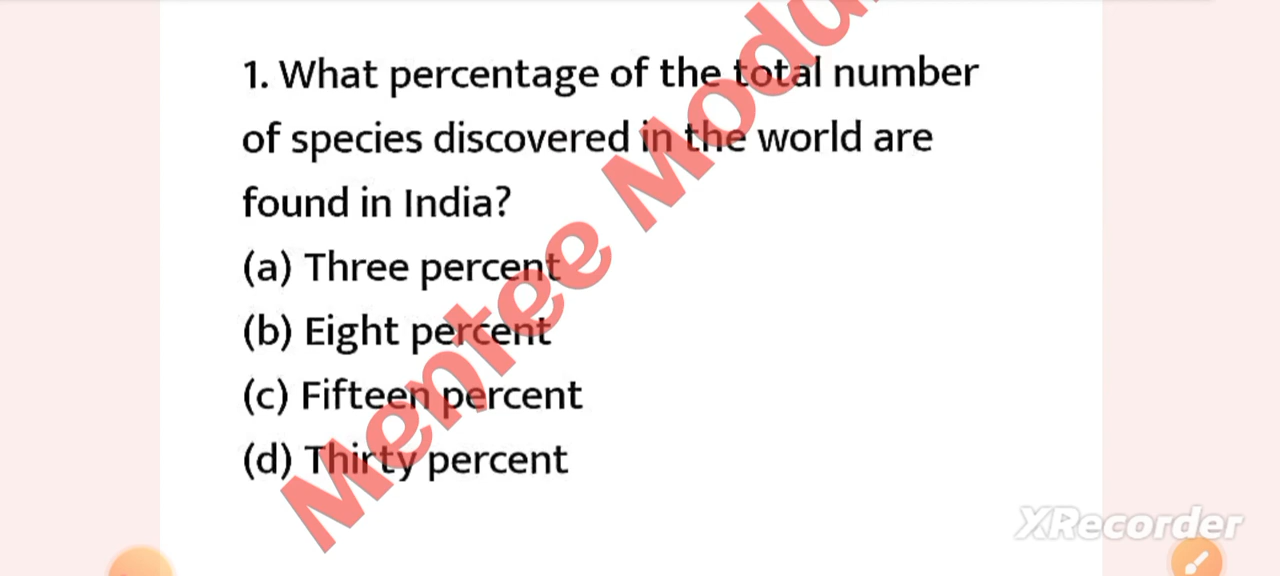 1. What percentage of the total number
of species discovered in the world are
found in India?
(a) Three percent
(b) Eight percent
(c) Fifteen percent
(d) Thirty percent
Mentee
XRecorder